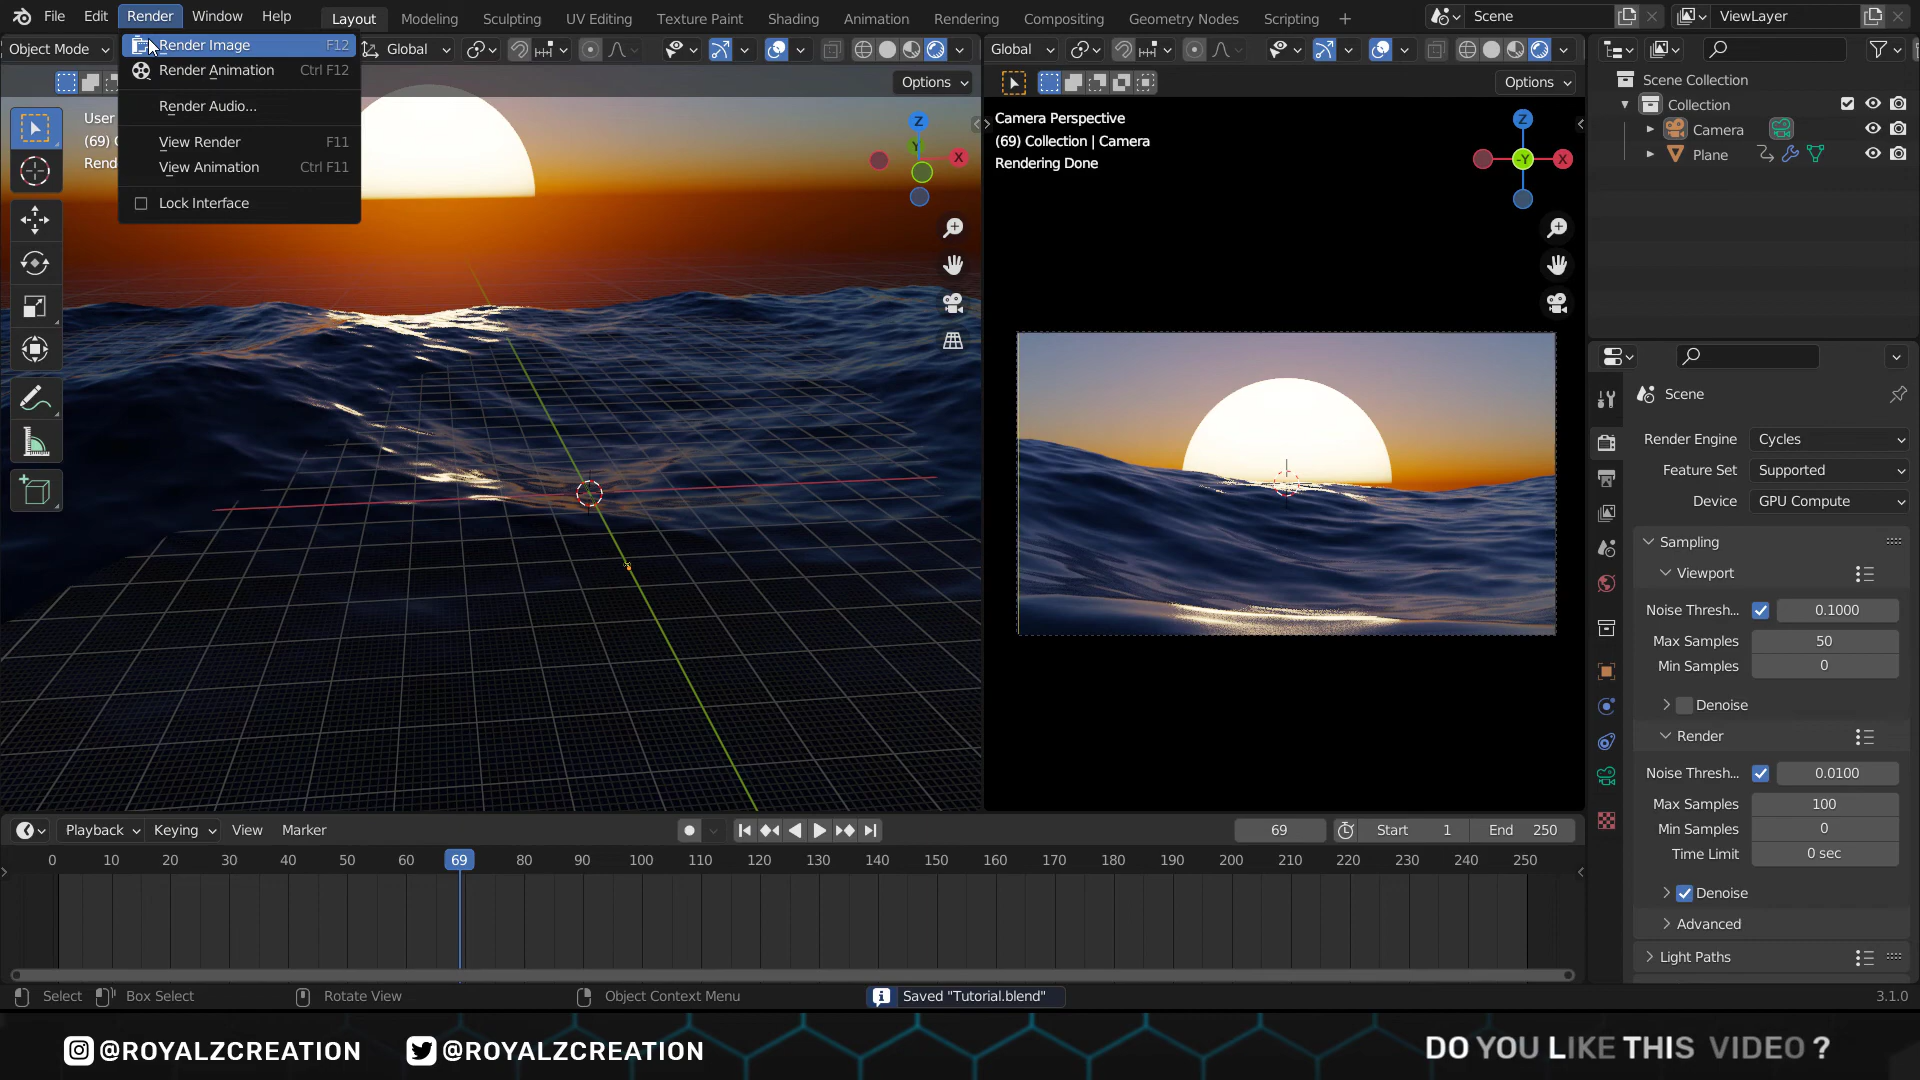 File Edit Render Window Help Layout Modeling Sculpting UV Editing Texture Paint Shading Animation Rendering Compositing Geometry Nodes Scripting + Scene ViewLayer
Object Mode Global Global
Render Image F12
Render Animation Ctrl F12
Render Audio...
View Render F11
View Animation Ctrl F11
Lock Interface
Options Options
User
(69)
Rend
Z
Y
X
Camera Perspective
(69) Collection | Camera
Rendering Done
Z
-Y
X
Scene Collection
Collection
Camera
Plane
Scene
Render Engine Cycles
Feature Set Supported
Device GPU Compute
Sampling
Viewport
Noise Thresh... 0.1000
Max Samples 50
Min Samples 0
Denoise
Render
Noise Thresh... 0.0100
Max Samples 100
Min Samples 0
Time Limit 0 sec
Denoise
Advanced
Light Paths
Playback Keying View Marker 69 Start 1 End 250
0 10 20 30 40 50 60 69 80 90 100 110 120 130 140 150 160 170 180 190 200 210 220 230 240 250
Select Box Select Rotate View Object Context Menu Saved "Tutorial.blend" 3.1.0
@ROYALZCREATION @ROYALZCREATION DO YOU LIKE THIS VIDEO ?